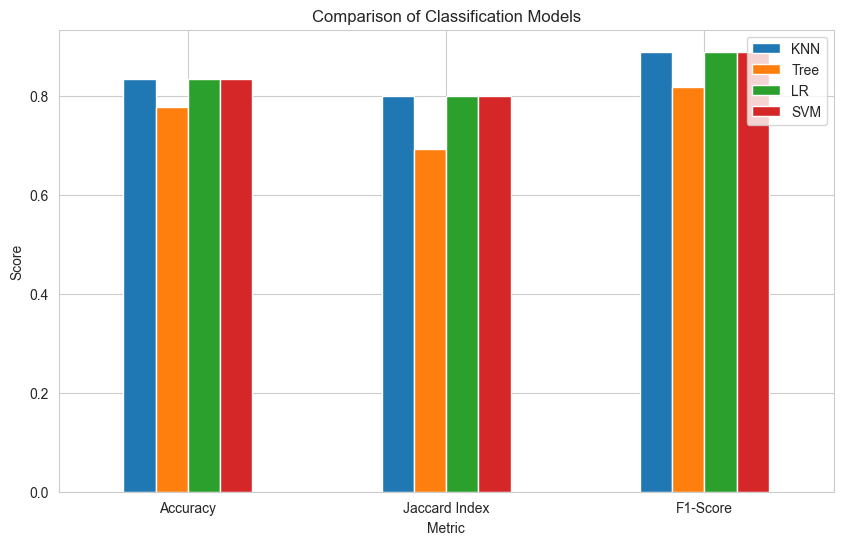 Comparison of Classification Models
KNN
Tree
LR
SVM
0.8
0.6
0.4
0.2
0.0
Score
Accuracy
Jaccard Index
F1-Score
Metric